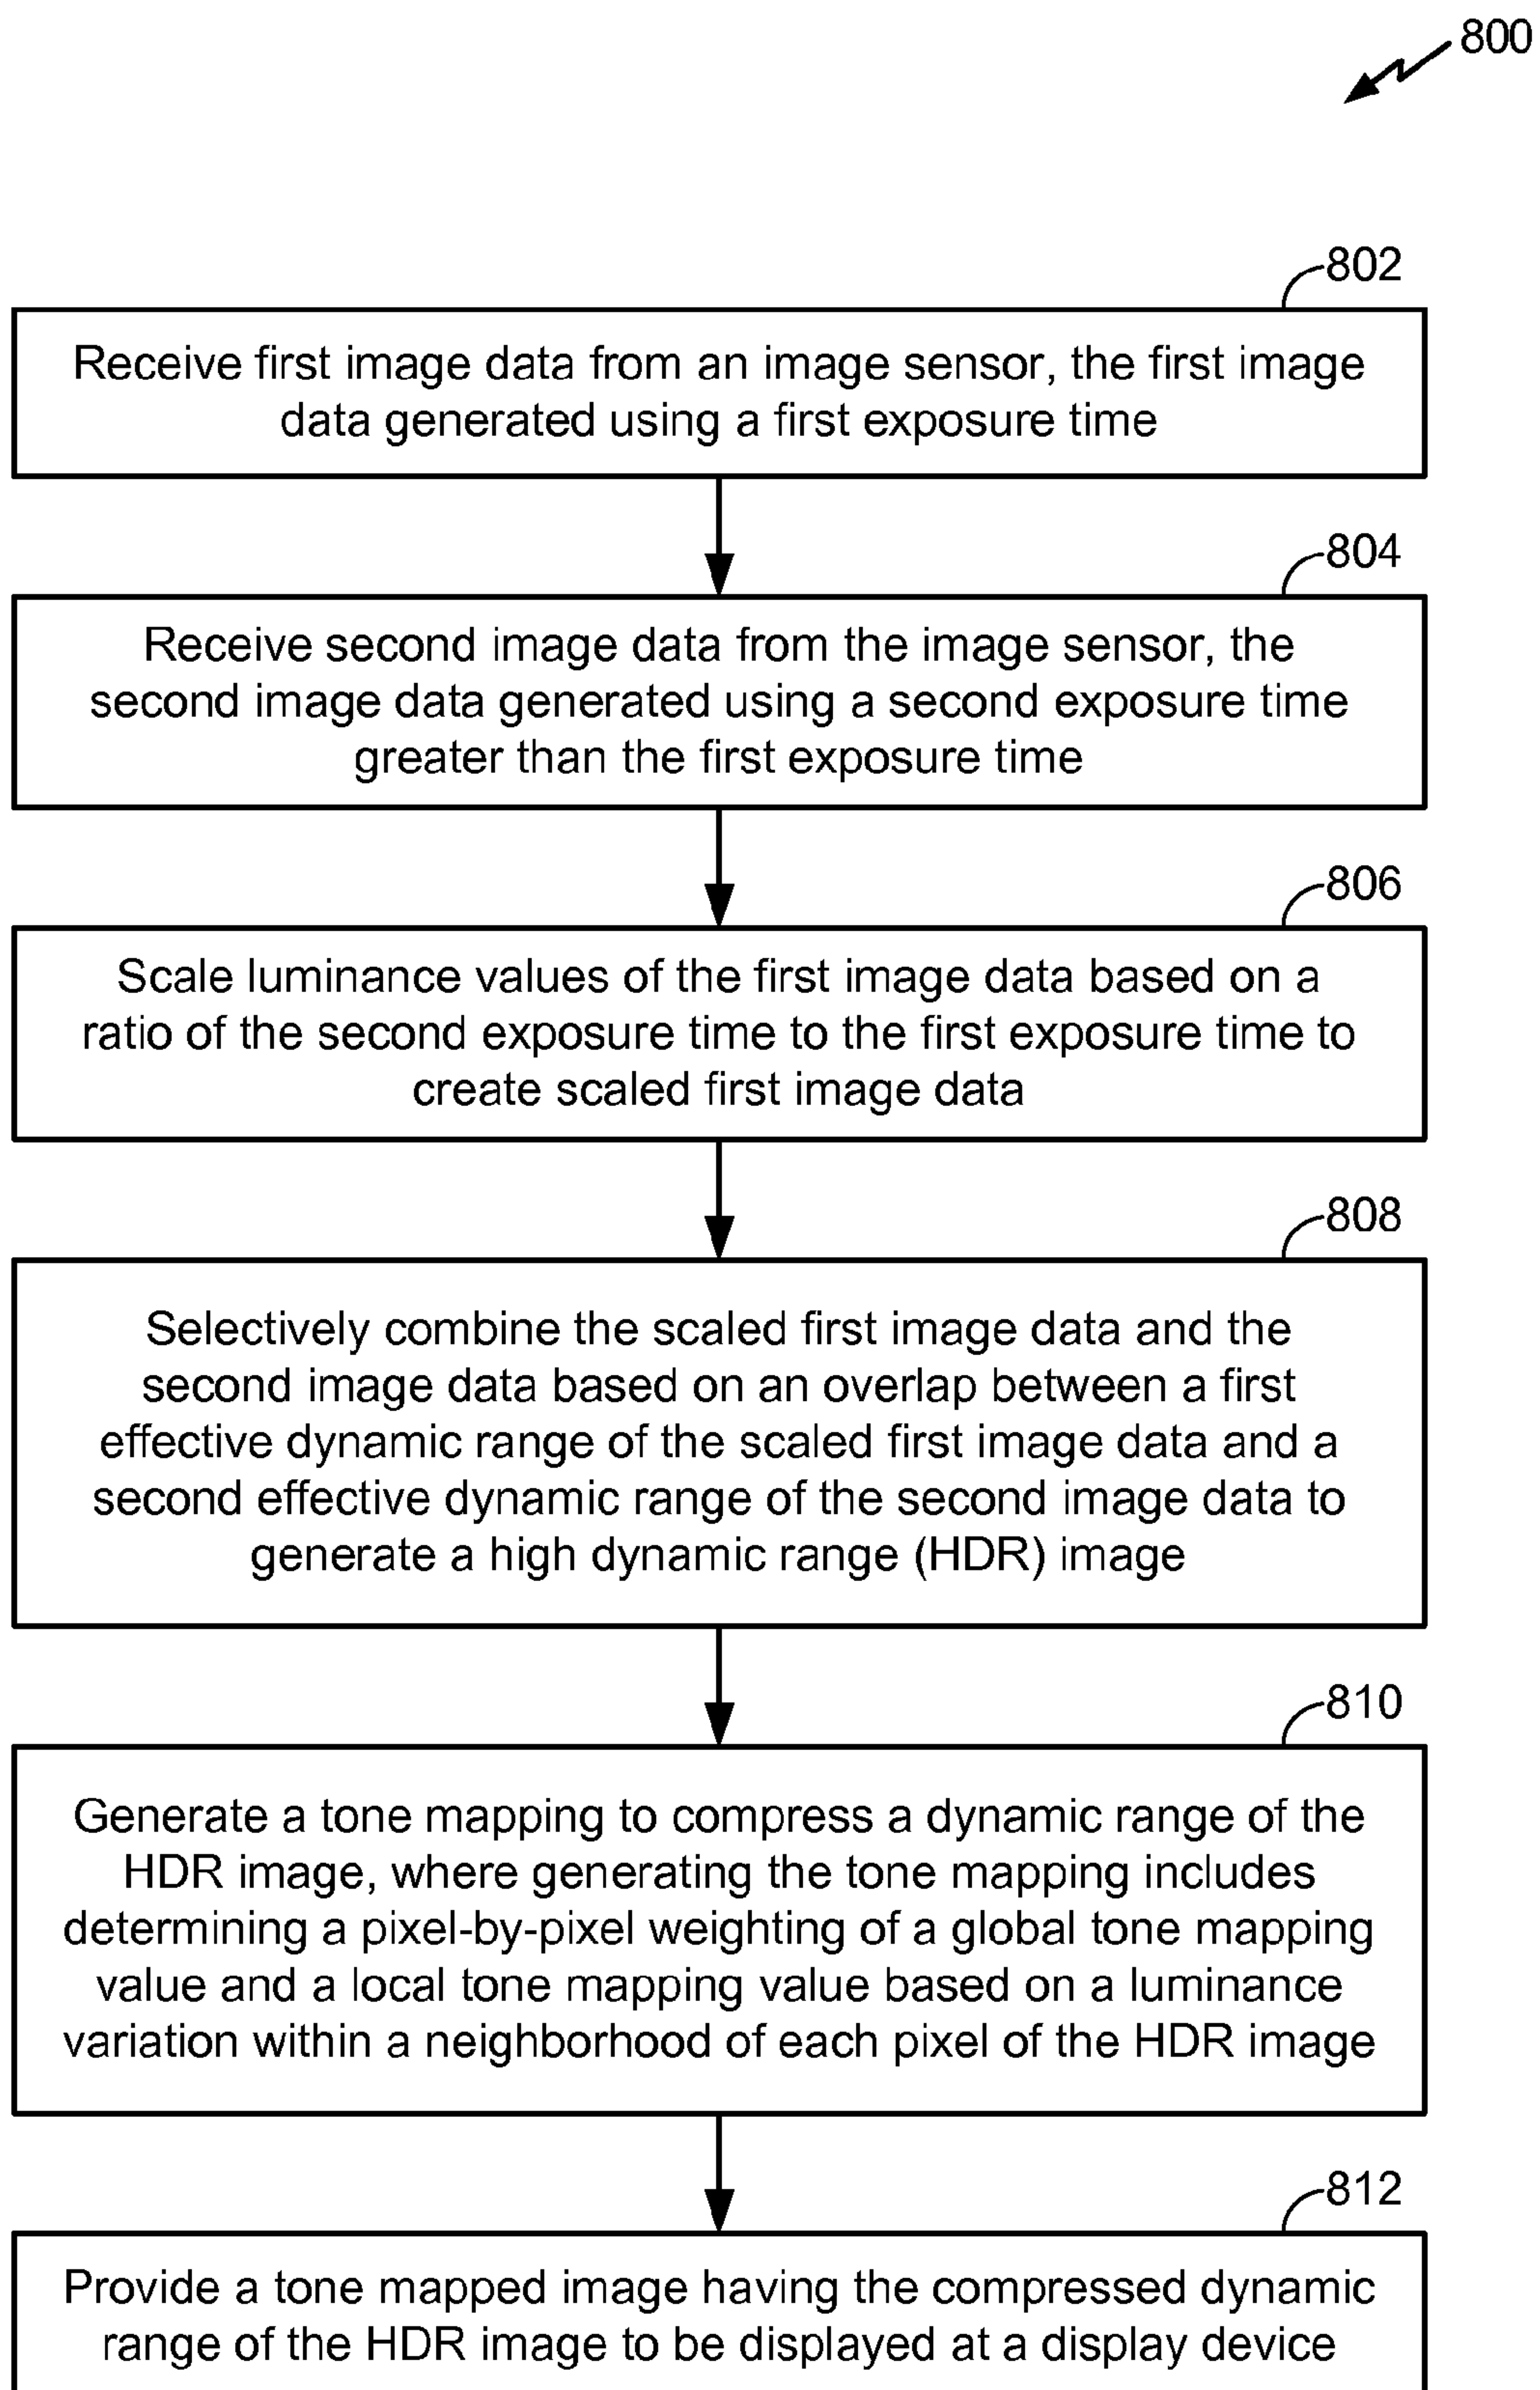 800
802
Receive first image data from an image sensor, the first image
data generated using a first exposure time
804
Receive second image data from the image sensor, the
second image data generated using a second exposure time
greater than the first exposure time
806
Scale luminance values of the first image data based on a
ratio of the second exposure time to the first exposure time to
create scaled first image data
808
Selectively combine the scaled first image data and the
second image data based on an overlap between a first
effective dynamic range of the scaled first image data and a
second effective dynamic range of the second image data to
generate a high dynamic range (HDR) image
810
Generate a tone mapping to compress a dynamic range of the
HDR image, where generating the tone mapping includes
determining a pixel-by-pixel weighting of a global tone mapping
value and a local tone mapping value based on a luminance
variation within a neighborhood of each pixel of the HDR image
812
Provide a tone mapped image having the compressed dynamic
range of the HDR image to be displayed at a display device